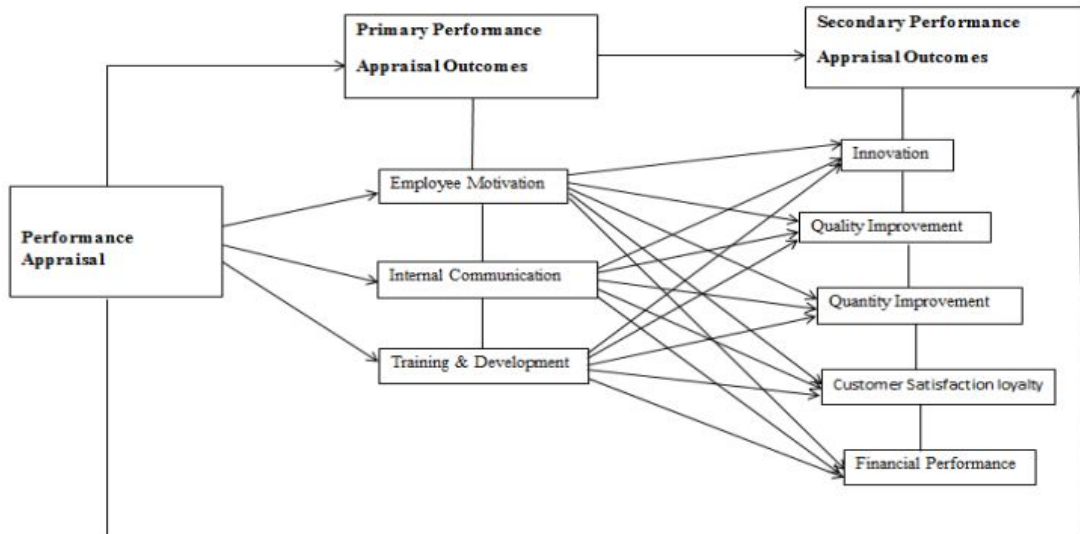 Primary Performance
Appraisal Outcomes
Secondary Performance
Appraisal Outcomes
Performance
Appraisal
Employee Motivation
Internal Communication
Training & Development
Innovation
Quality Improvement
Quantity Improvement
Customer Satisfaction loyalty
Financial Performance